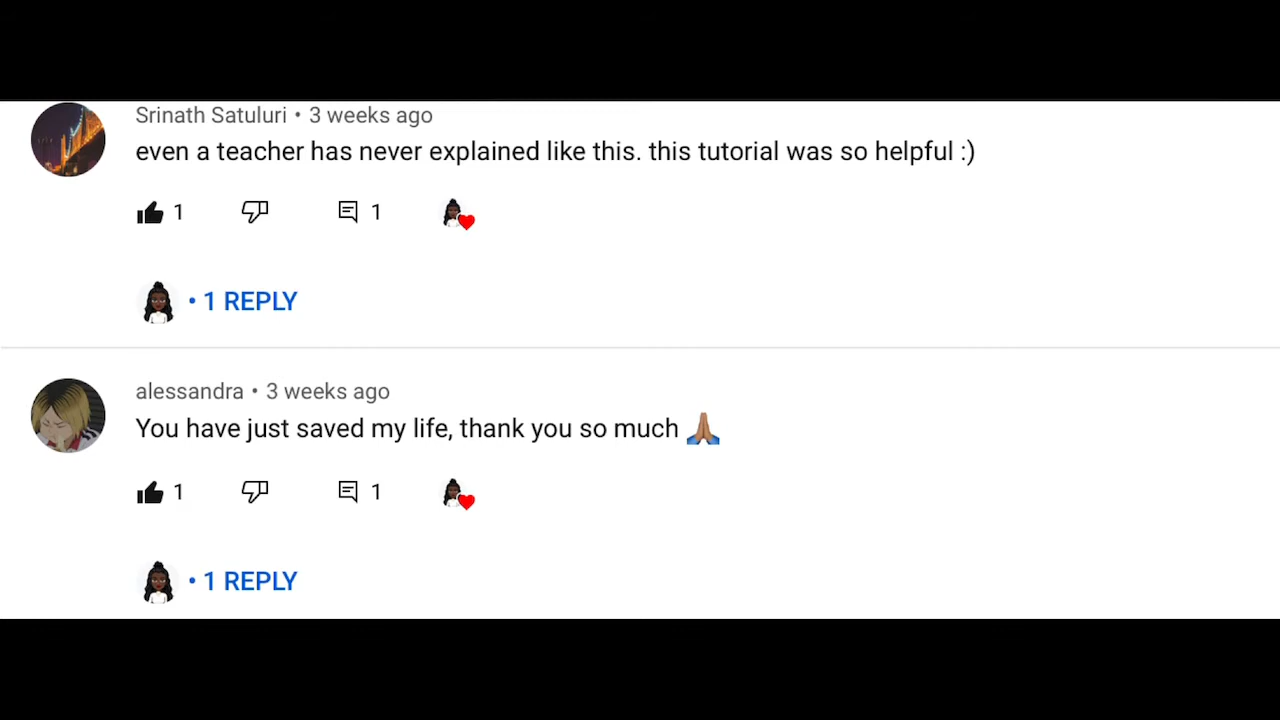 Srinath Satuluri • 3 weeks ago
even a teacher has never explained like this. this tutorial was so helpful :)
1 1
• 1 REPLY
alessandra • 3 weeks ago
You have just saved my life, thank you so much 🙏🏽
1 1
• 1 REPLY